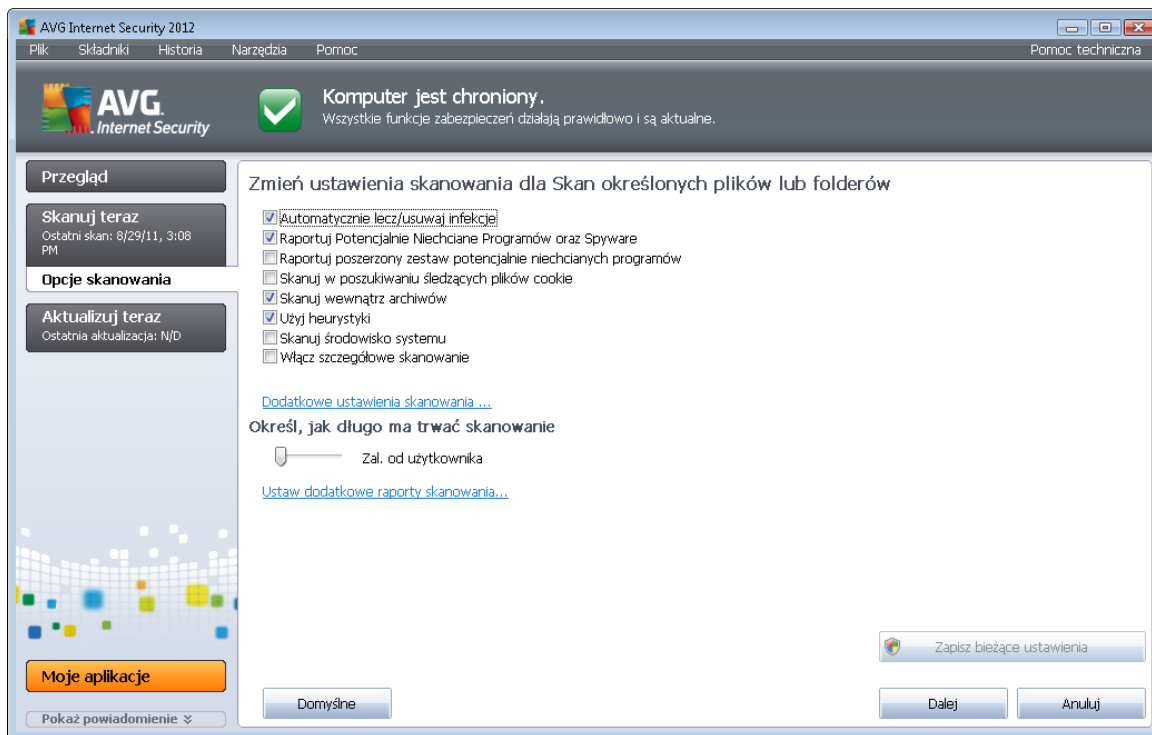 AVG Internet Security 2012
Plik Składniki Historia Narzędzia Pomoc Pomoc techniczna
AVG.
Internet Security
Komputer jest chroniony.
Wszystkie funkcje zabezpieczeń działają prawidłowo i są aktualne.
Przegląd
Skanuj teraz
Ostatni skan: 8/29/11, 3:08
PM
Opcje skanowania
Aktualizuj teraz
Ostatnia aktualizacja: N/D
Zmień ustawienia skanowania dla Skan określonych plików lub folderów
Automatycznie lecz/usuwaj infekcje
Raportuj Potencjalnie Niechciane Programów oraz Spyware
Raportuj poszerzony zestaw potencjalnie niechcianych programów
Skanuj w poszukiwaniu śledzących plików cookie
Skanuj wewnątrz archiwów
Użyj heurystyki
Skanuj środowisko systemu
Włącz szczegółowe skanowanie
Dodatkowe ustawienia skanowania ...
Określ, jak długo ma trwać skanowanie
Zal. od użytkownika
Ustaw dodatkowe raporty skanowania...
Zapisz bieżące ustawienia
Moje aplikacje
Pokaż powiadomienie
Domyślne Dalej Anuluj